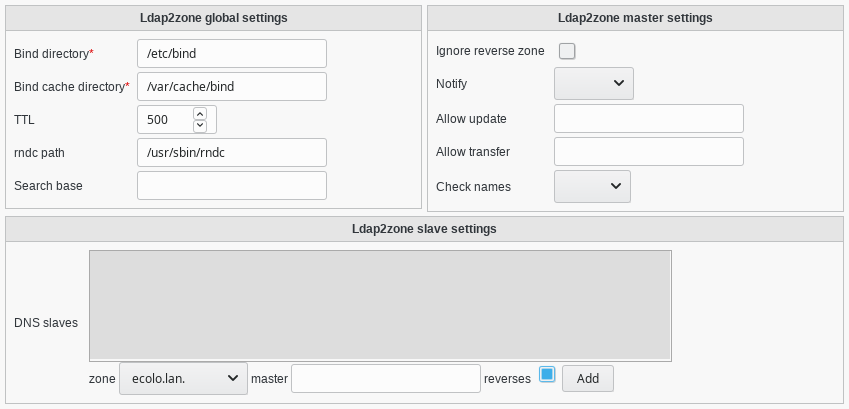 Ldap2zone global settings
Bind directory* /etc/bind
Bind cache directory* /var/cache/bind
TTL 500
rndc path /usr/sbin/rndc
Search base
Ldap2zone master settings
Ignore reverse zone
Notify
Allow update
Allow transfer
Check names
Ldap2zone slave settings
DNS slaves
zone ecolo.lan. master reverses Add